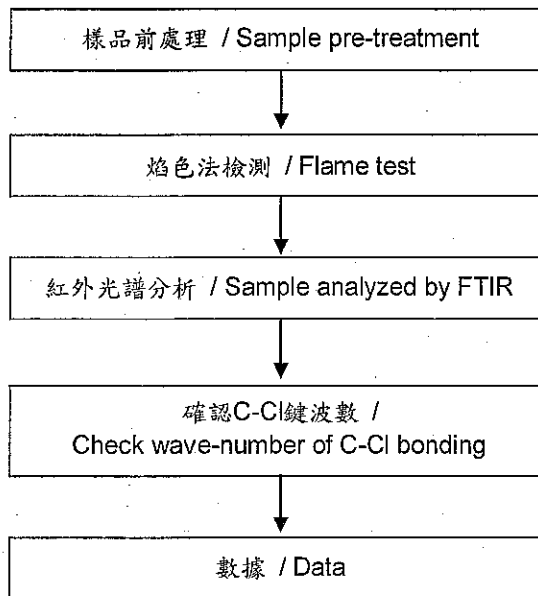 樣品前處理 / Sample pre-treatment
焰色法檢測 / Flame test
紅外光譜分析 / Sample analyzed by FTIR
確認C-Cl鍵波數 /
Check wave-number of C-Cl bonding
數據 / Data